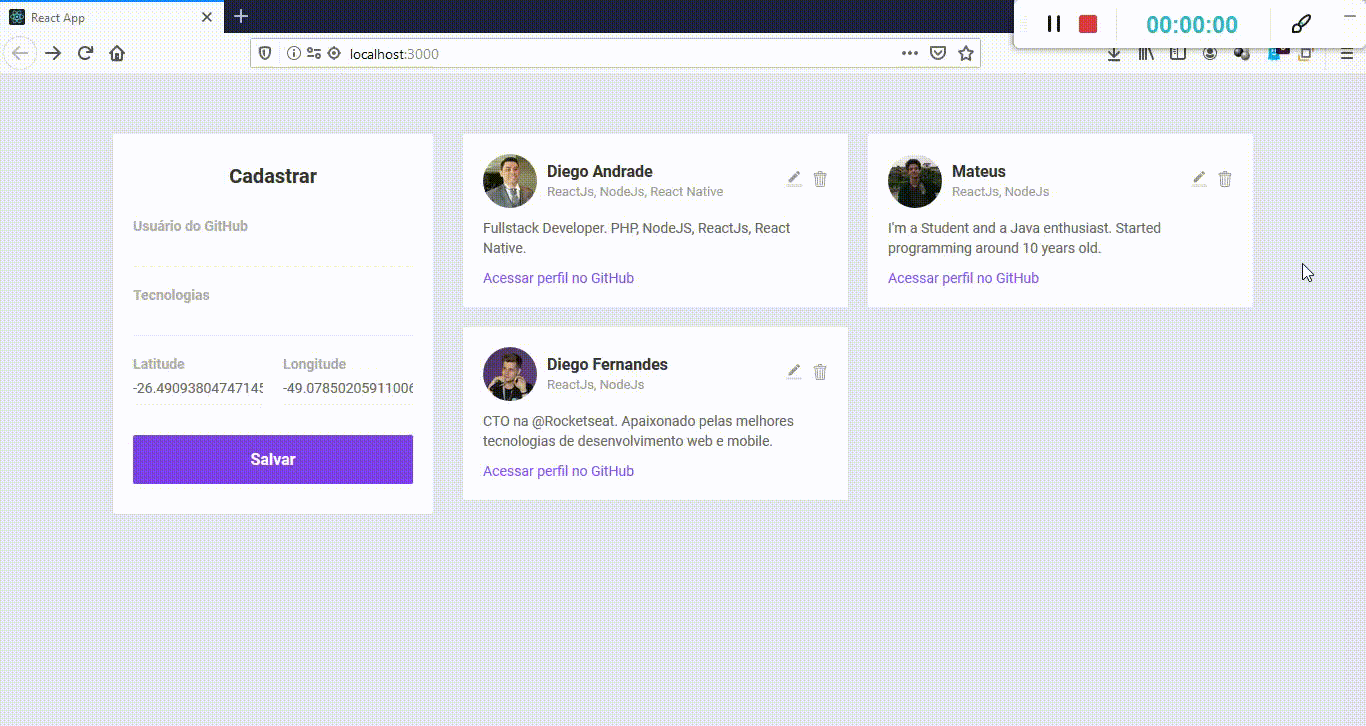 React App
00:00:00
localhost:3000
Cadastrar
Usuário do GitHub
Tecnologias
Latitude
Longitude
-26.49093804747145
-49.07850205911006
Salvar
Diego Andrade
ReactJs, NodeJs, React Native
Fullstack Developer. PHP, NodeJS, ReactJs, React
Native.
Acessar perfil no GitHub
Mateus
ReactJs, NodeJs
I'm a Student and a Java enthusiast. Started
programming around 10 years old.
Acessar perfil no GitHub
Diego Fernandes
ReactJs, NodeJs
CTO na @Rocketseat. Apaixonado pelas melhores
tecnologias de desenvolvimento web e mobile.
Acessar perfil no GitHub